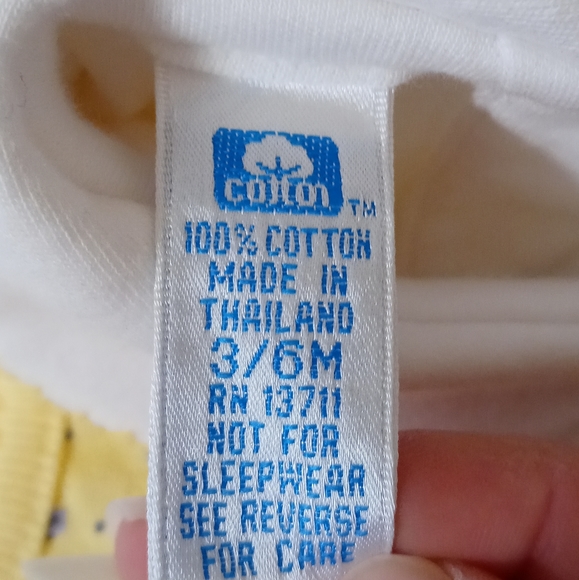 cotton
TM
100% COTTON
MADE IN
THAILAND
3/6M
RN 13711
NOT FOR
SLEEPWEAR
SEE REVERSE
FOR CARE